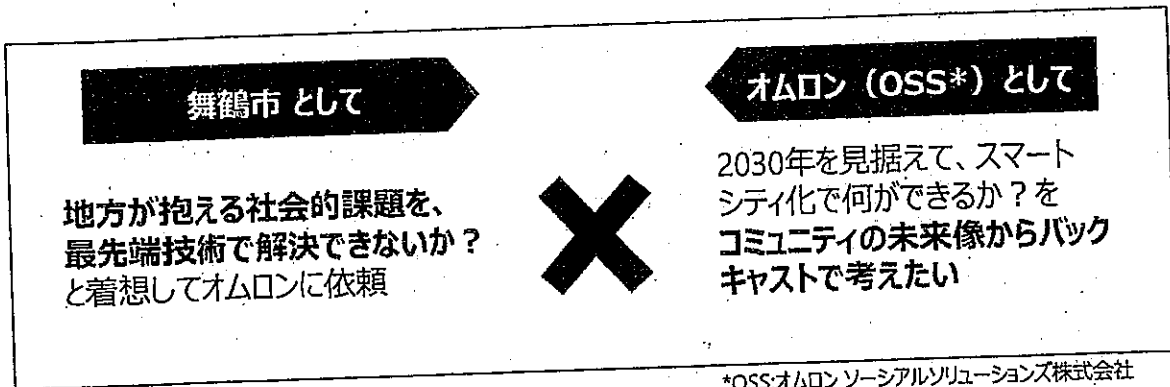 舞鶴市 として
地方が抱える社会的課題を、
最先端技術で解決できないか？
と着想してオムロンに依頼
オムロン（OSS*）として
2030年を見据えて、スマート
シティ化で何ができるか？を
コミュニティの未来像からバック
キャストで考えたい
*OSS:オムロン ソーシアルソリューションズ株式会社